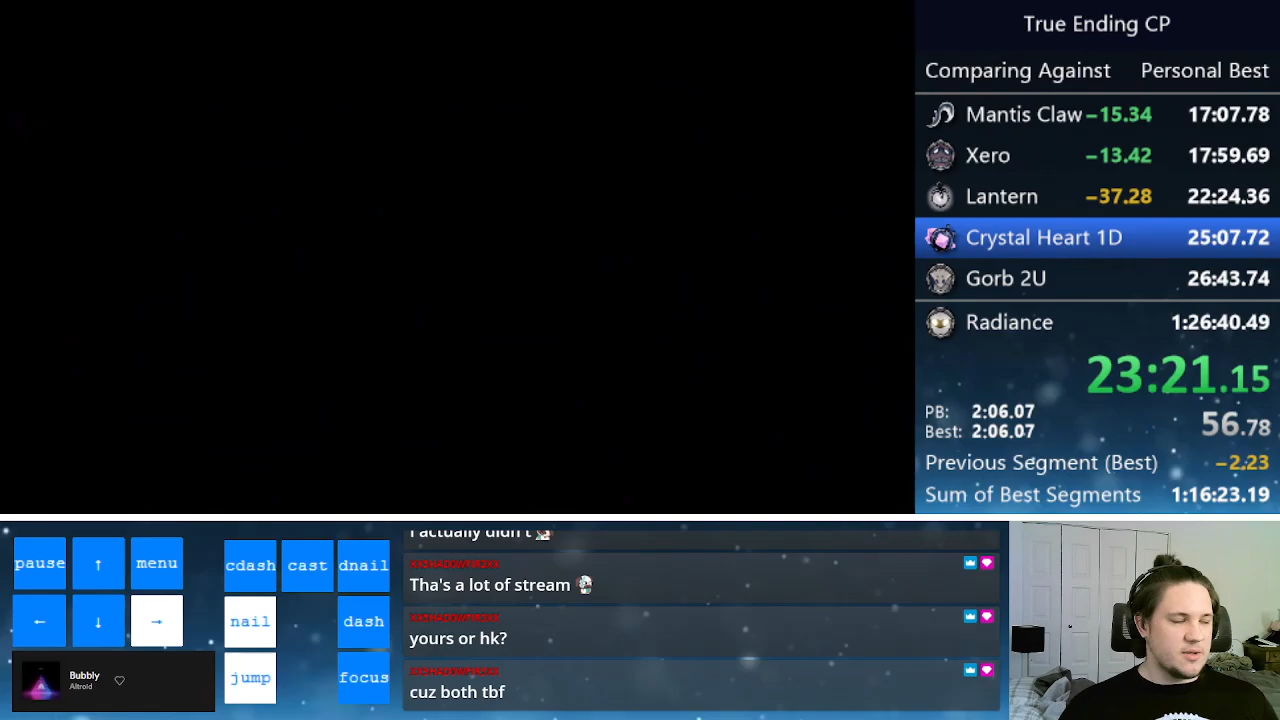 True Ending CP
Comparing Against Personal Best
Mantis Claw −15.34 17:07.78
Xero −13.42 17:59.69
Lantern −37.28 22:24.36
Crystal Heart 1D 25:07.72
Gorb 2U 26:43.74
Radiance 1:26:40.49
23:21.15
PB: 2:06.07
Best: 2:06.07
56.78
Previous Segment (Best) −2.23
Sum of Best Segments 1:16:23.19
pause ↑ menu
← ↓ →
cdash cast dnail
nail dash
jump focus
Bubbly
Altroid
I actually didn't
Tha's a lot of stream
yours or hk?
cuz both tbf